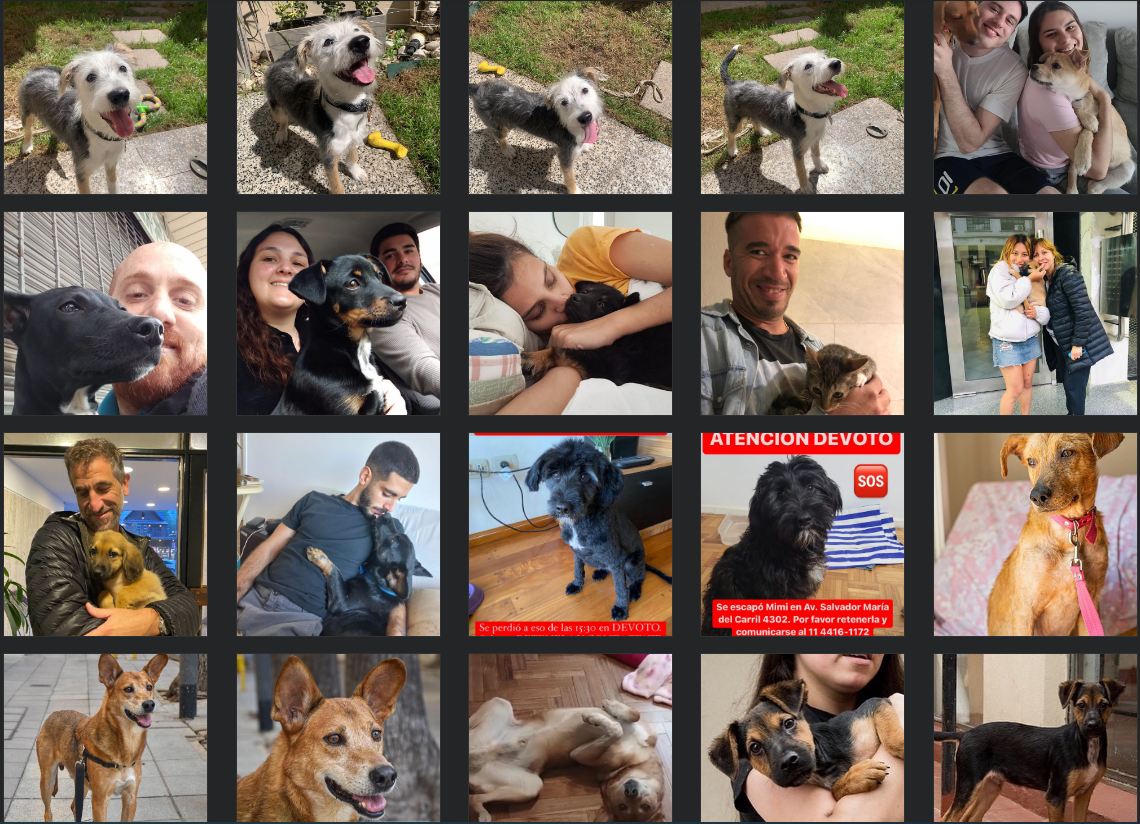 Se perdió a eso de las 15:30 en DEVOTO.
ATENCION DEVOTO
SOS
Se escapó Mimi en Av. Salvador María
del Carril 4302. Por favor retenerla y
comunicarse al 11 4416-1172